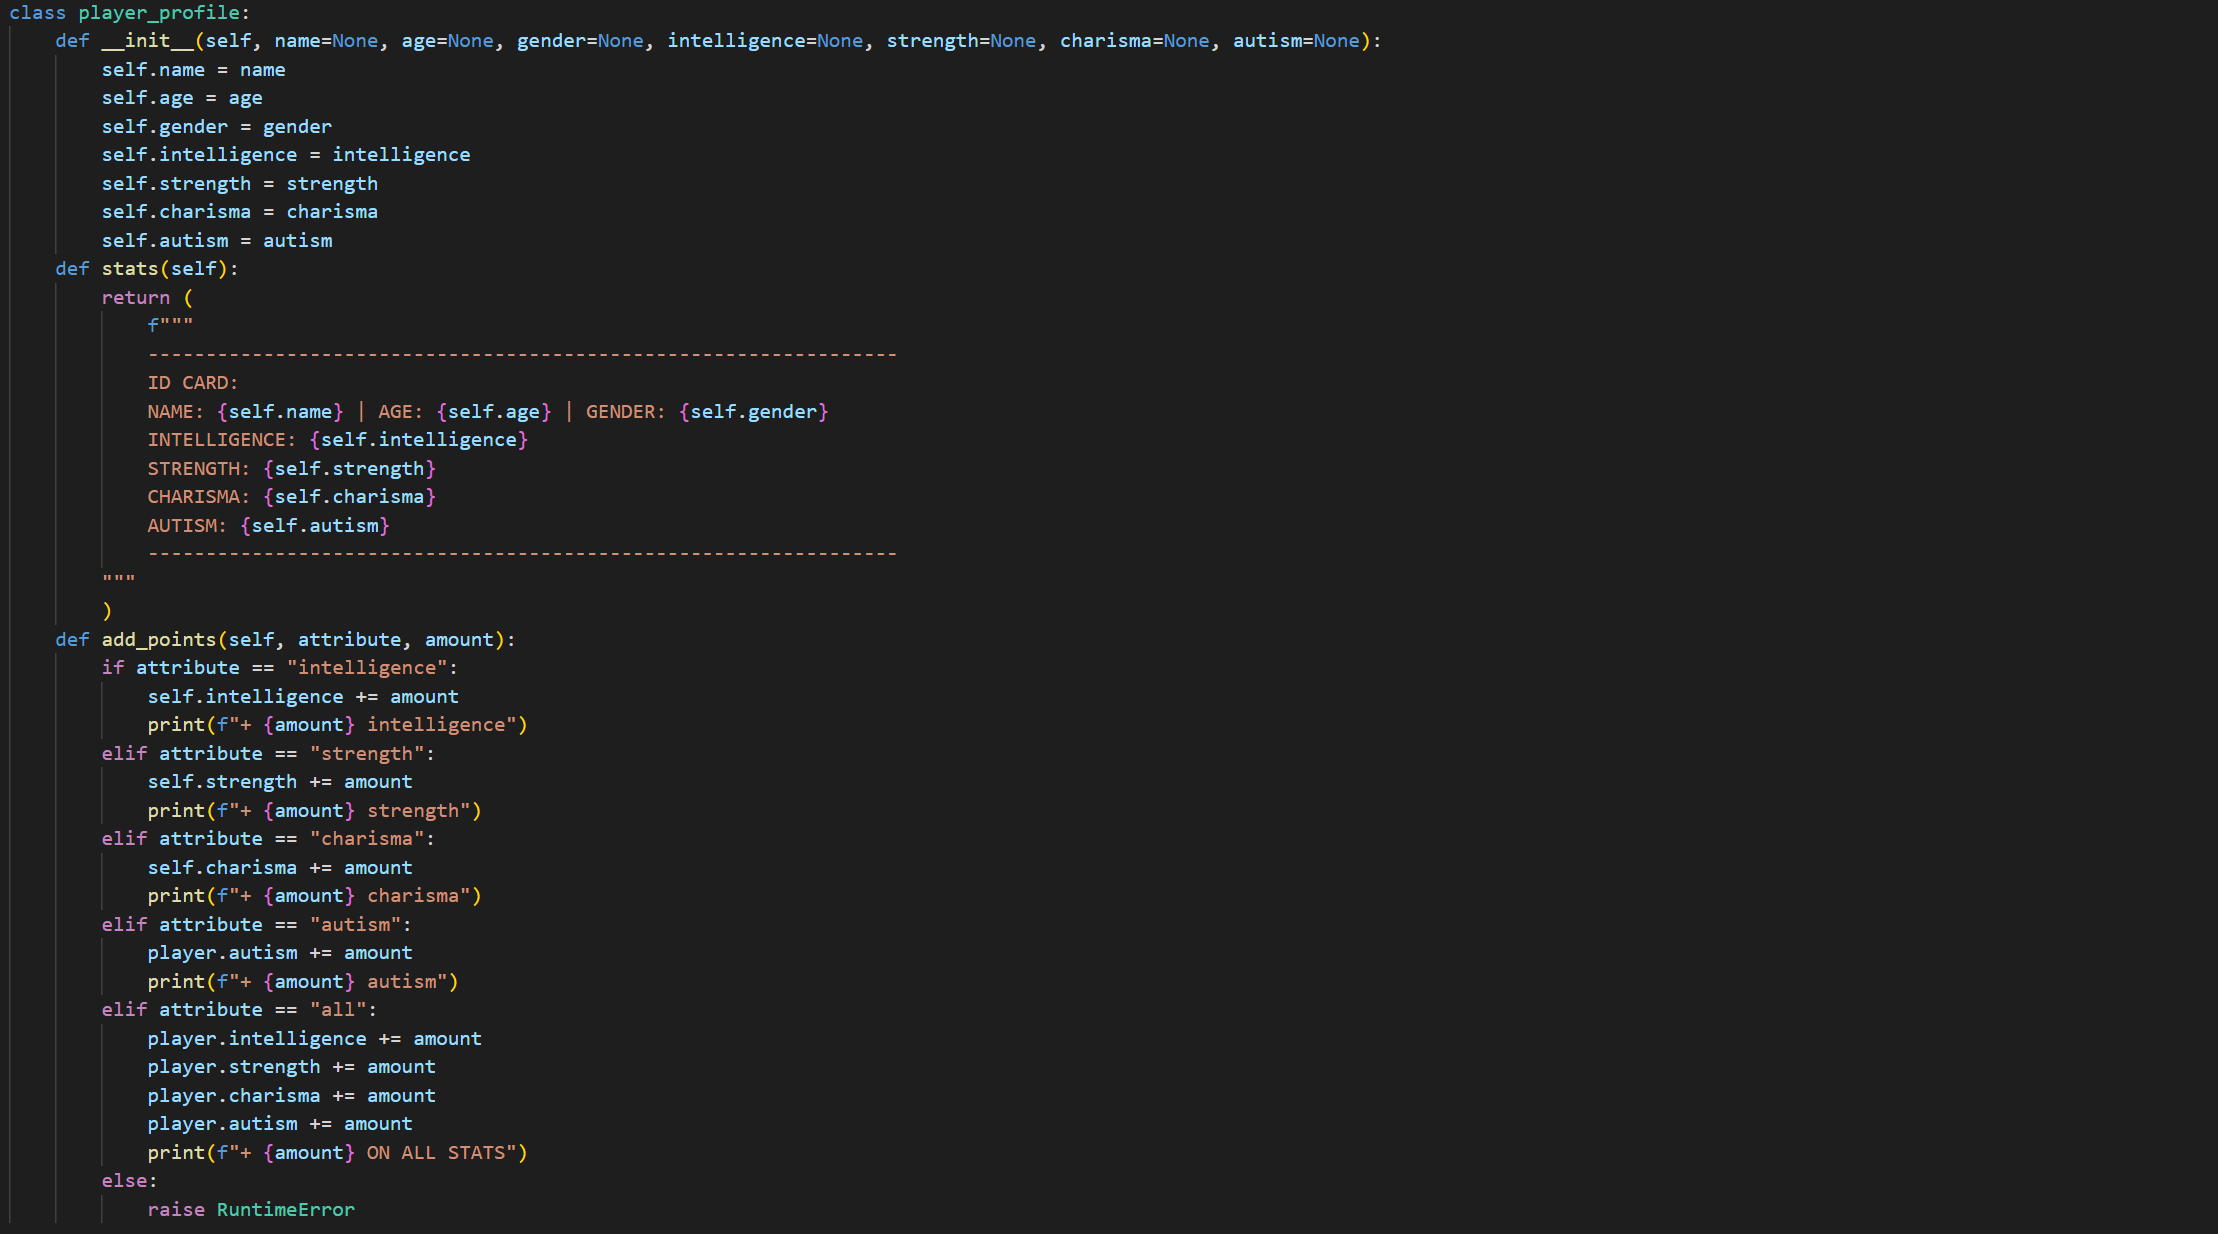 class player_profile:
    def __init__(self, name=None, age=None, gender=None, intelligence=None, strength=None, charisma=None, autism=None):
        self.name = name
        self.age = age
        self.gender = gender
        self.intelligence = intelligence
        self.strength = strength
        self.charisma = charisma
        self.autism = autism
    def stats(self):
        return (
            f"""
            -----------------------------------------------------------------
            ID CARD:
            NAME: {self.name} | AGE: {self.age} | GENDER: {self.gender}
            INTELLIGENCE: {self.intelligence}
            STRENGTH: {self.strength}
            CHARISMA: {self.charisma}
            AUTISM: {self.autism}
            -----------------------------------------------------------------
        """
        )
    def add_points(self, attribute, amount):
        if attribute == "intelligence":
            self.intelligence += amount
            print(f"+ {amount} intelligence")
        elif attribute == "strength":
            self.strength += amount
            print(f"+ {amount} strength")
        elif attribute == "charisma":
            self.charisma += amount
            print(f"+ {amount} charisma")
        elif attribute == "autism":
            player.autism += amount
            print(f"+ {amount} autism")
        elif attribute == "all":
            player.intelligence += amount
            player.strength += amount
            player.charisma += amount
            player.autism += amount
            print(f"+ {amount} ON ALL STATS")
        else:
            raise RuntimeError